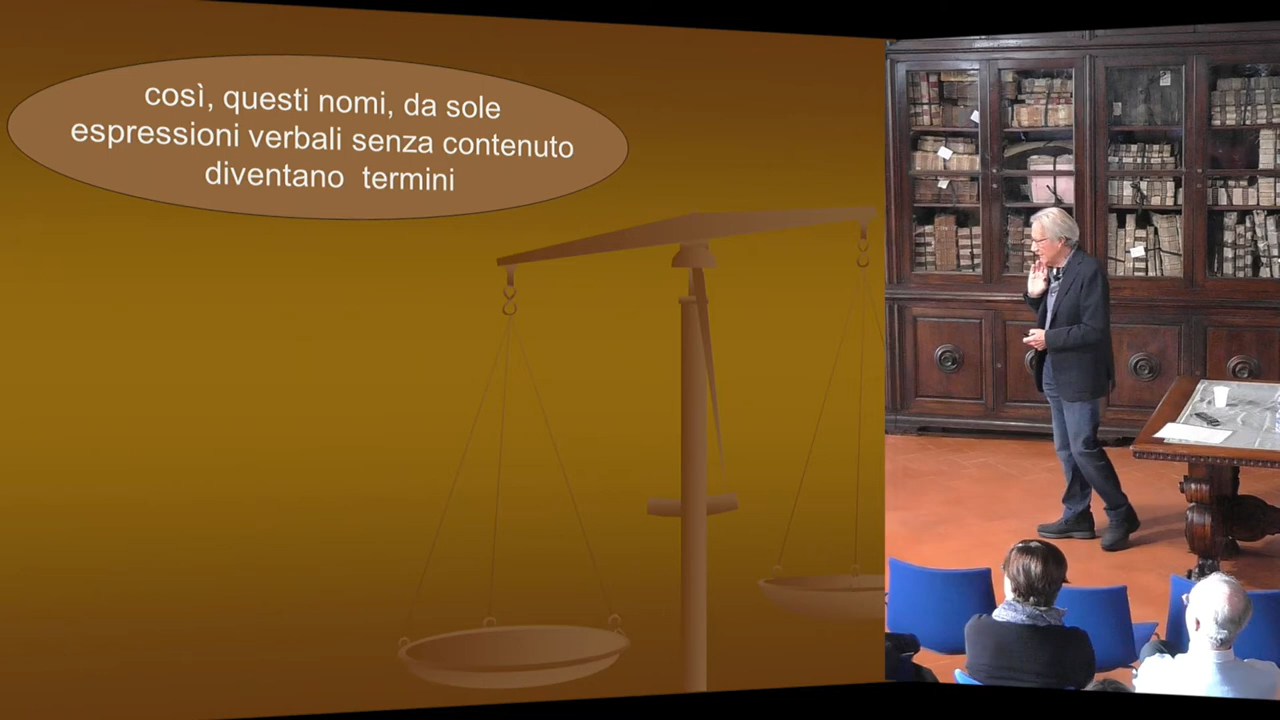 così, questi nomi, da sole
espressioni verbali senza contenuto
diventano termini